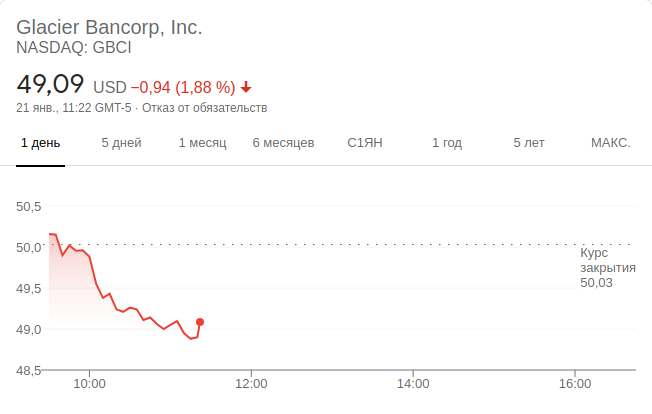 Glacier Bancorp, Inc.
NASDAQ: GBCI
49,09 USD −0,94 (1,88 %)
21 янв., 11:22 GMT-5 · Отказ от обязательств
1 день 5 дней 1 месяц 6 месяцев С1ЯН 1 год 5 лет МАКС.
50,5
50,0
Курс
закрытия
50,03
49,5
49,0
48,5
10:00 12:00 14:00 16:00